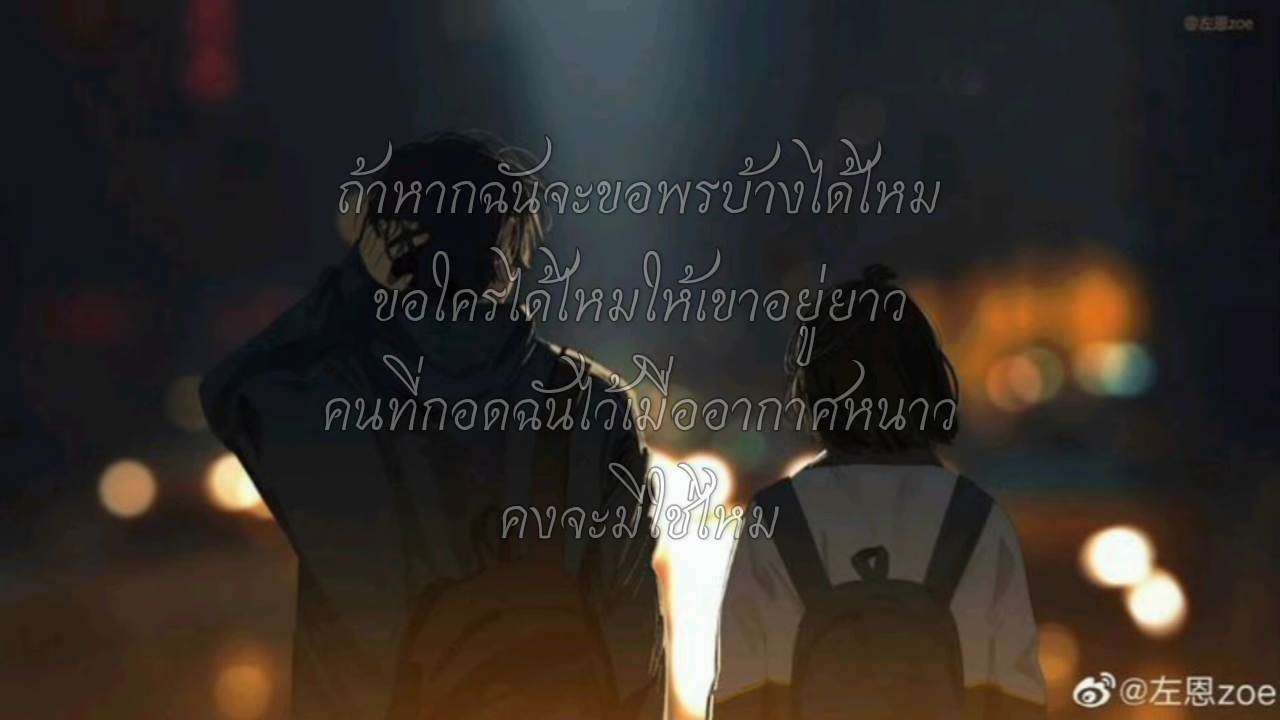 @左恩zoe
ถ้าหากฉันจะขอพรบ้างได้ไหม
ขอใครได้ไหมให้เขาอยู่ยาว
คนที่กอดฉันไว้เมื่ออากาศหนาว
คงจะมีใช่ไหม
@左恩zoe